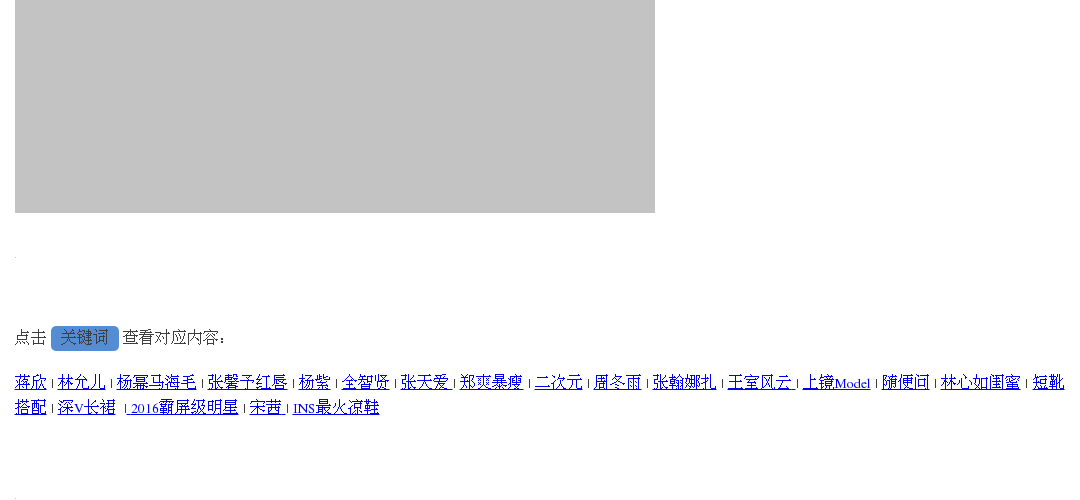 点击 关键词 查看对应内容：
蒋欣 | 林允儿 | 杨幂马海毛 | 张馨予红唇 | 杨紫 | 全智贤 | 张天爱 | 郑爽暴瘦 | 二次元 | 周冬雨 | 张翰娜扎 | 王室风云 | 上镜Model | 随便问 | 林心如闺蜜 | 短靴
搭配 | 深V长裙 | 2016霸屏级明星 | 宋茜 | INS最火凉鞋